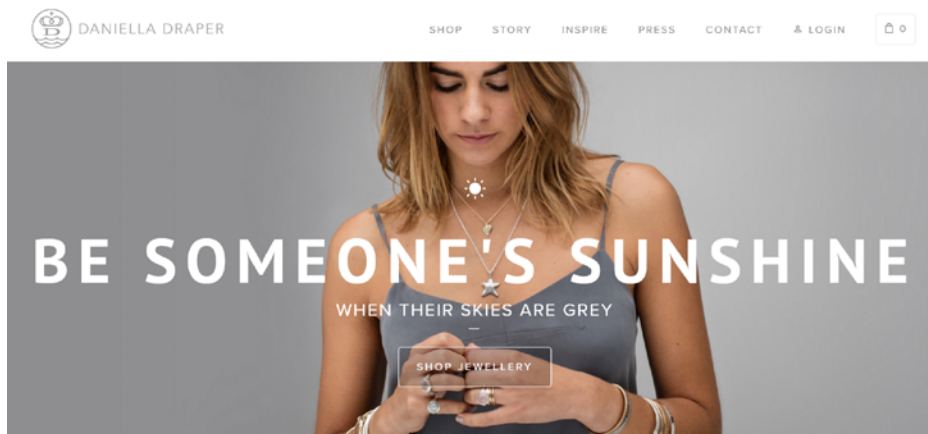 DANIELLA DRAPER
SHOP STORY INSPIRE PRESS CONTACT LOGIN 0
BE SOMEONE'S SUNSHINE
WHEN THEIR SKIES ARE GREY
SHOP JEWELLERY